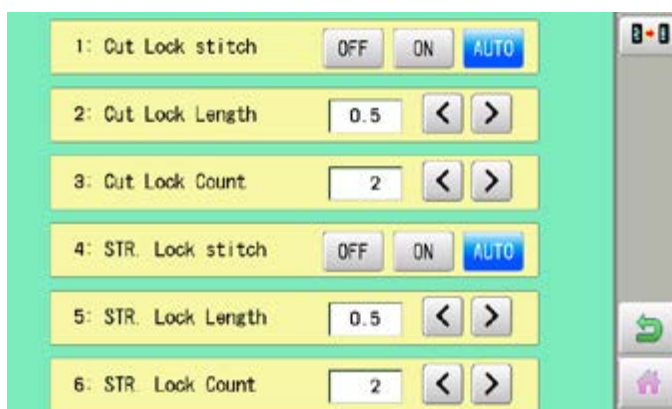 1: Cut Lock stitch OFF ON AUTO
2: Cut Lock Length 0.5 < >
3: Cut Lock Count 2 < >
4: STR. Lock stitch OFF ON AUTO
5: STR. Lock Length 0.5 < >
6: STR. Lock Count 2 < >